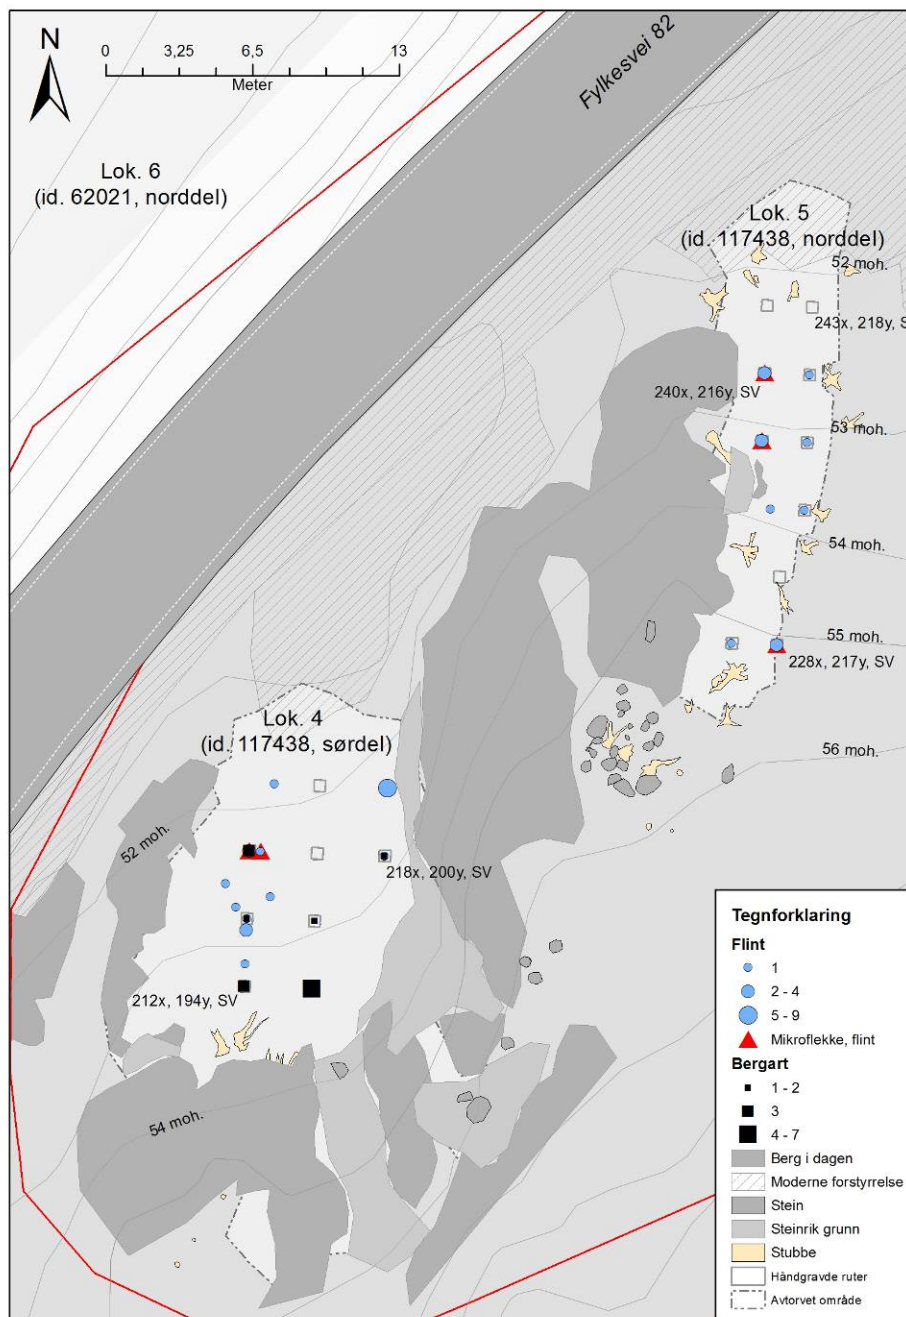 N
0 3,25 6,5 13
Meter
Fylkesvei 82
Lok. 6
(id. 62021, norddel)
Lok. 5
(id. 117438, norddel)
52 moh.
243x, 218y, S
240x, 216y, SV
53 moh.
54 moh.
55 moh.
228x, 217y, SV
56 moh.
Lok. 4
(id. 117438, sørdel)
52 moh.
218x, 200y, SV
212x, 194y, SV
54 moh.
Tegnforklaring
Flint
1
2 - 4
5 - 9
Mikroflekke, flint
Bergart
1 - 2
3
4 - 7
Berg i dagen
Moderne forstyrrelse
Stein
Steinrik grunn
Stubbe
Håndgravde ruter
Avtorvet område